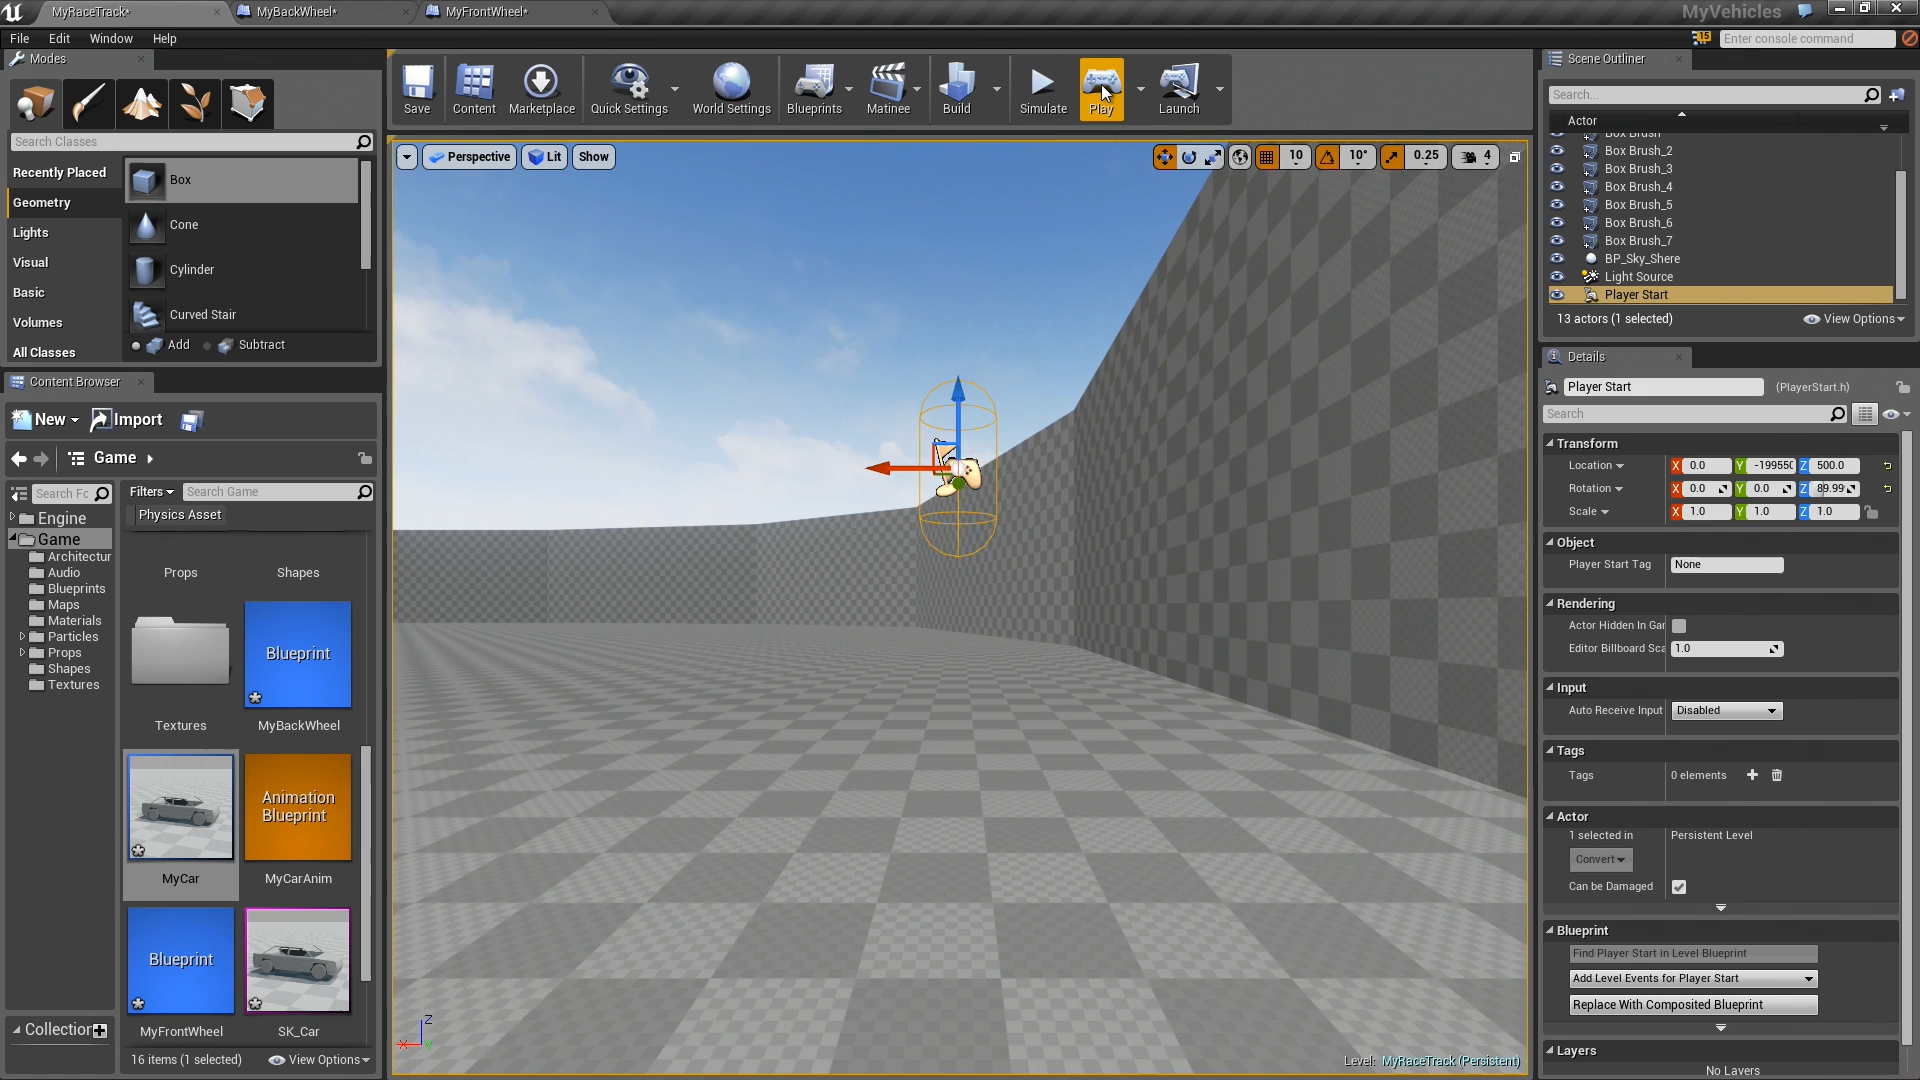 MyRaceTrack*
MyBackWheel*
MyFrontWheel*
MyVehicles
File
Edit
Window
Help
15
Enter console command
Modes
Search Classes
Recently Placed
Geometry
Lights
Visual
Basic
Volumes
All Classes
Box
Cone
Cylinder
Curved Stair
Add
Subtract
Save
Content
Marketplace
Quick Settings
World Settings
Blueprints
Matinee
Build
Simulate
Play
Launch
Perspective
Lit
Show
10
10°
0.25
4
Z
X
Level: MyRaceTrack (Persistent)
Content Browser
New
Import
Game
Search Fc
Filters
Search Game
Physics Asset
Engine
Game
Architectur
Audio
Blueprints
Maps
Materials
Particles
Props
Shapes
Textures
Collection
Props
Shapes
Textures
Blueprint
MyBackWheel
MyCar
Animation
Blueprint
MyCarAnim
Blueprint
MyFrontWheel
SK_Car
16 items (1 selected)
View Options
Scene Outliner
Search...
Actor
Box Brush
Box Brush_2
Box Brush_3
Box Brush_4
Box Brush_5
Box Brush_6
Box Brush_7
BP_Sky_Shere
Light Source
Player Start
13 actors (1 selected)
View Options
Details
Player Start
(PlayerStart.h)
Search
Transform
Location X 0.0 Y -19955( Z 500.0
Rotation X 0.0 Y 0.0 Z 89.99
Scale X 1.0 Y 1.0 Z 1.0
Object
Player Start Tag None
Rendering
Actor Hidden In Gar
Editor Billboard Sca 1.0
Input
Auto Receive Input Disabled
Tags
Tags 0 elements
Actor
1 selected in Persistent Level
Convert
Can be Damaged
Blueprint
Find Player Start in Level Blueprint
Add Level Events for Player Start
Replace With Composited Blueprint
Layers
No Layers